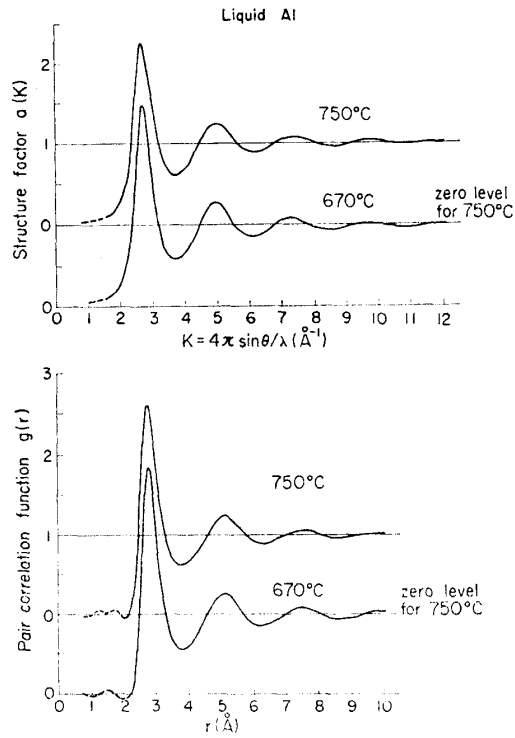 Liquid Al
Structure factor a(K)
2
1
0
0
750°C
670°C
zero level
for 750°C
0 1 2 3 4 5 6 7 8 9 10 11 12
K = 4π sinθ/λ (Å⁻¹)
Pair correlation function g(r)
3
2
1
0
0
750°C
670°C
zero level
for 750°C
0 1 2 3 4 5 6 7 8 9 10
r(Å)